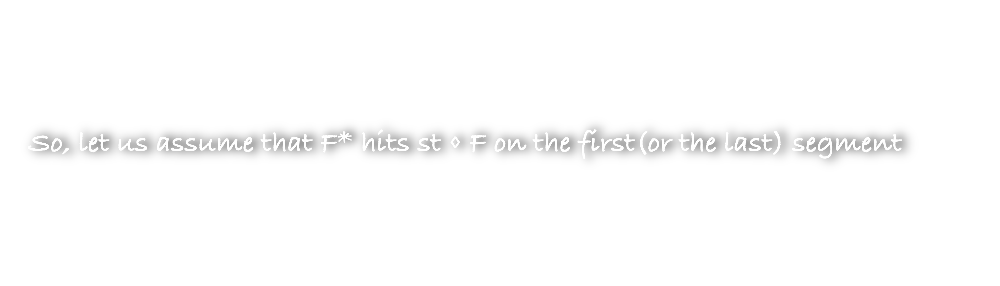 So, let us assume that F* hits st ⋄ F on the first(or the last) segment